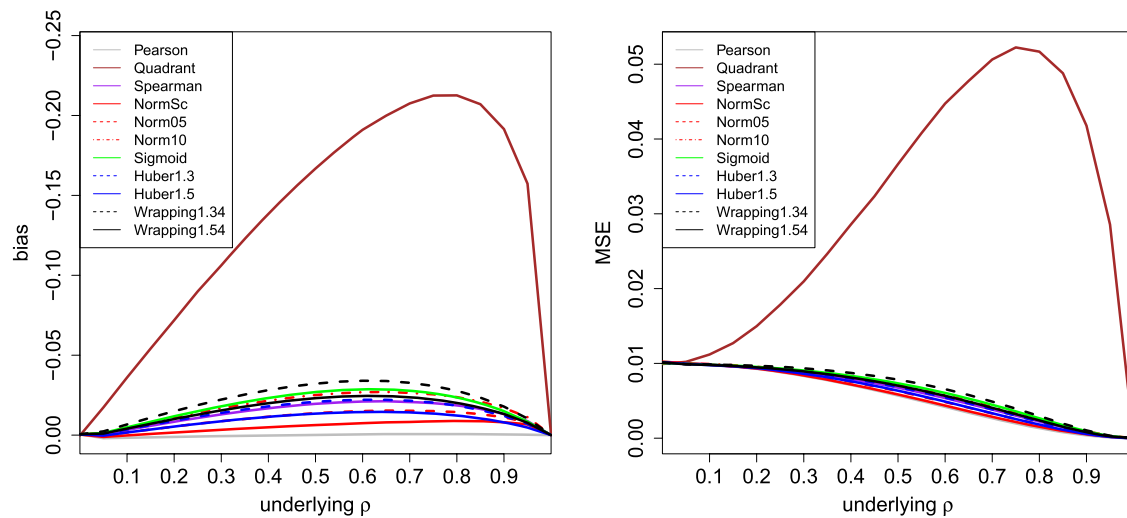 −0.25
−0.20
−0.15
−0.10
−0.05
0.00
bias
Pearson
Quadrant
Spearman
NormSc
Norm05
Norm10
Sigmoid
Huber1.3
Huber1.5
Wrapping1.34
Wrapping1.54
0.1 0.2 0.3 0.4 0.5 0.6 0.7 0.8 0.9
underlying ρ
0.05
0.04
0.03
0.02
0.01
0.00
MSE
Pearson
Quadrant
Spearman
NormSc
Norm05
Norm10
Sigmoid
Huber1.3
Huber1.5
Wrapping1.34
Wrapping1.54
0.1 0.2 0.3 0.4 0.5 0.6 0.7 0.8 0.9
underlying ρ